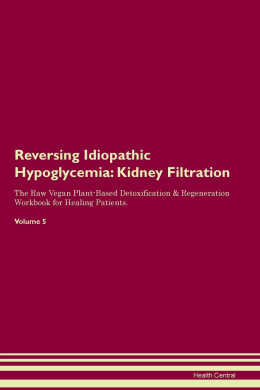 Reversing Idiopathic
Hypoglycemia: Kidney Filtration
The Raw Vegan Plant-Based Detoxification & Regeneration
Workbook for Healing Patients.
Volume 5
Health Central